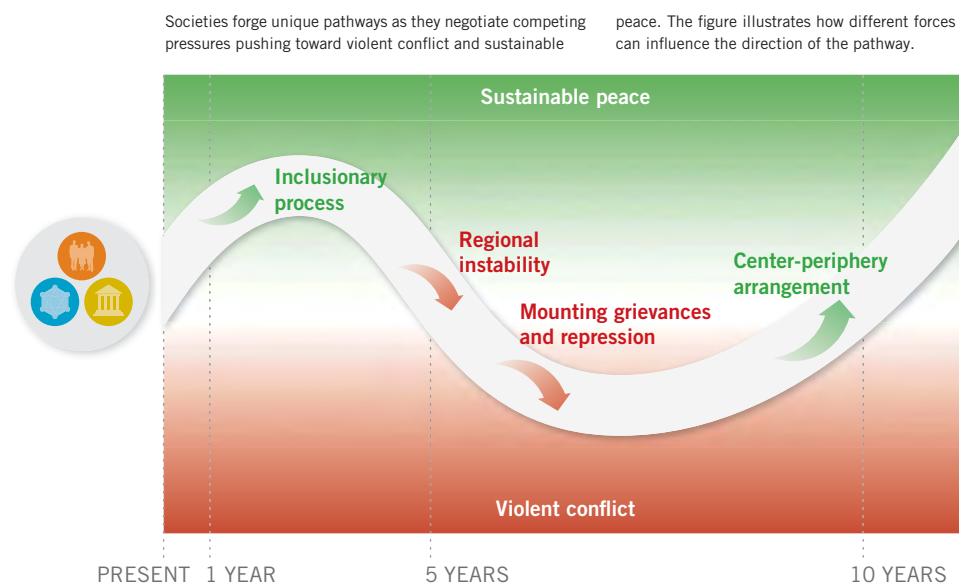 Societies forge unique pathways as they negotiate competing
pressures pushing toward violent conflict and sustainable
peace. The figure illustrates how different forces
can influence the direction of the pathway.
Sustainable peace
Inclusionary
process
Regional
instability
Mounting grievances
and repression
Center-periphery
arrangement
Violent conflict
PRESENT
1 YEAR
5 YEARS
10 YEARS